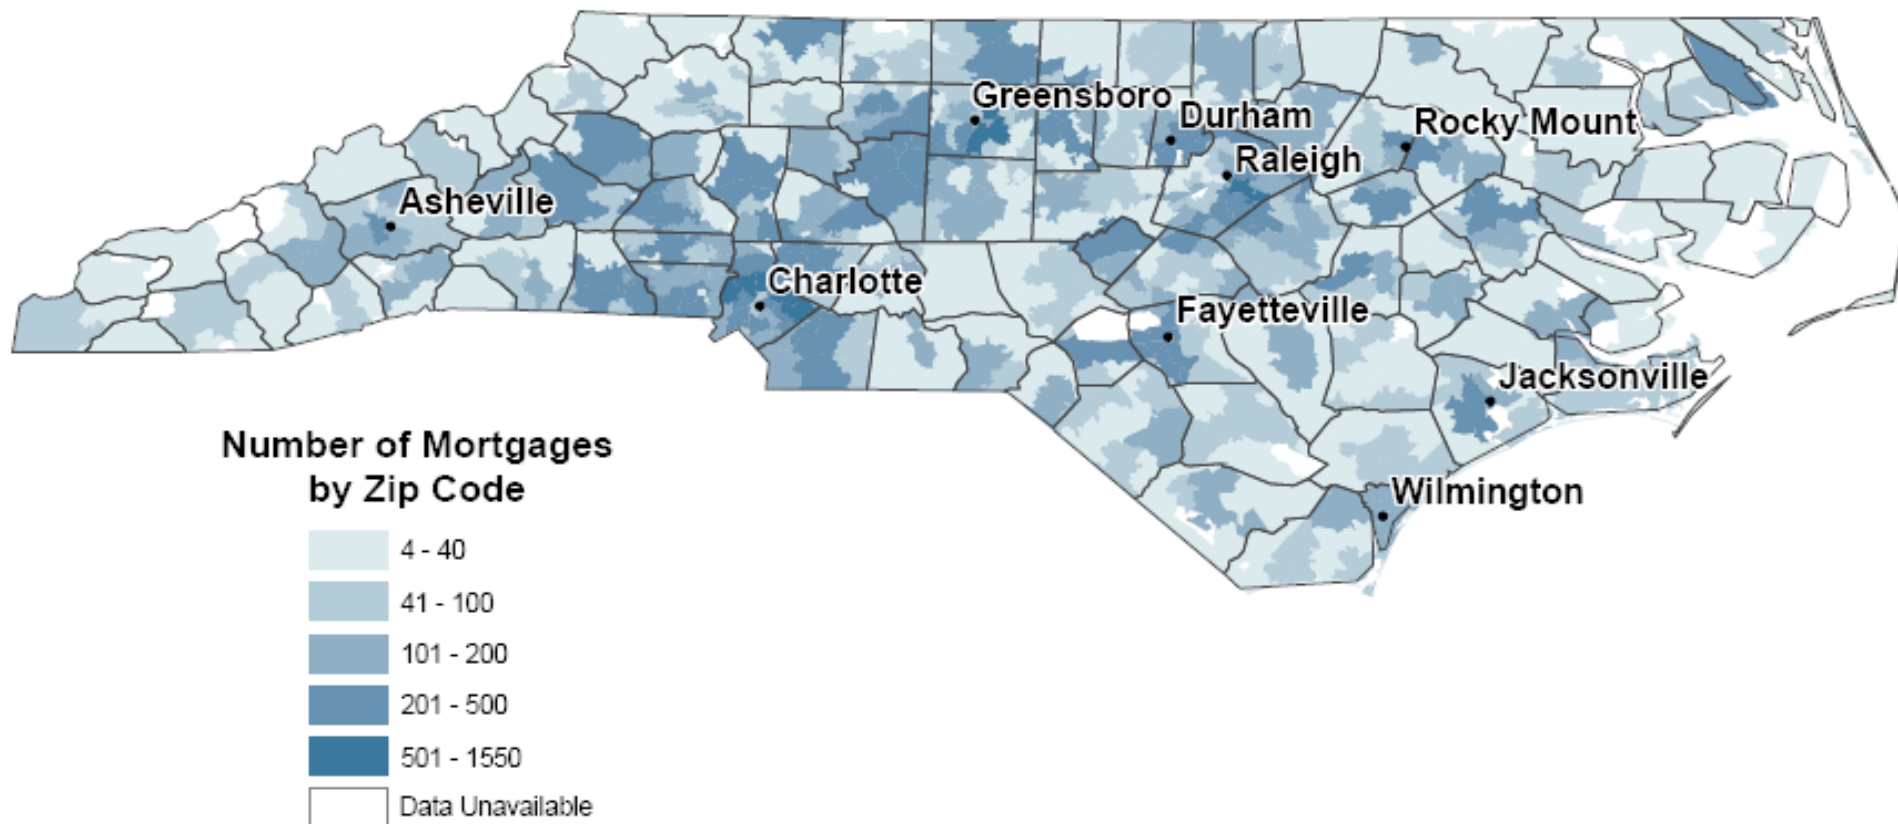 Greensboro
Durham
Rocky Mount
Raleigh
Asheville
Charlotte
Fayetteville
Jacksonville
Wilmington
Number of Mortgages
by Zip Code
4 - 40
41 - 100
101 - 200
201 - 500
501 - 1550
Data Unavailable